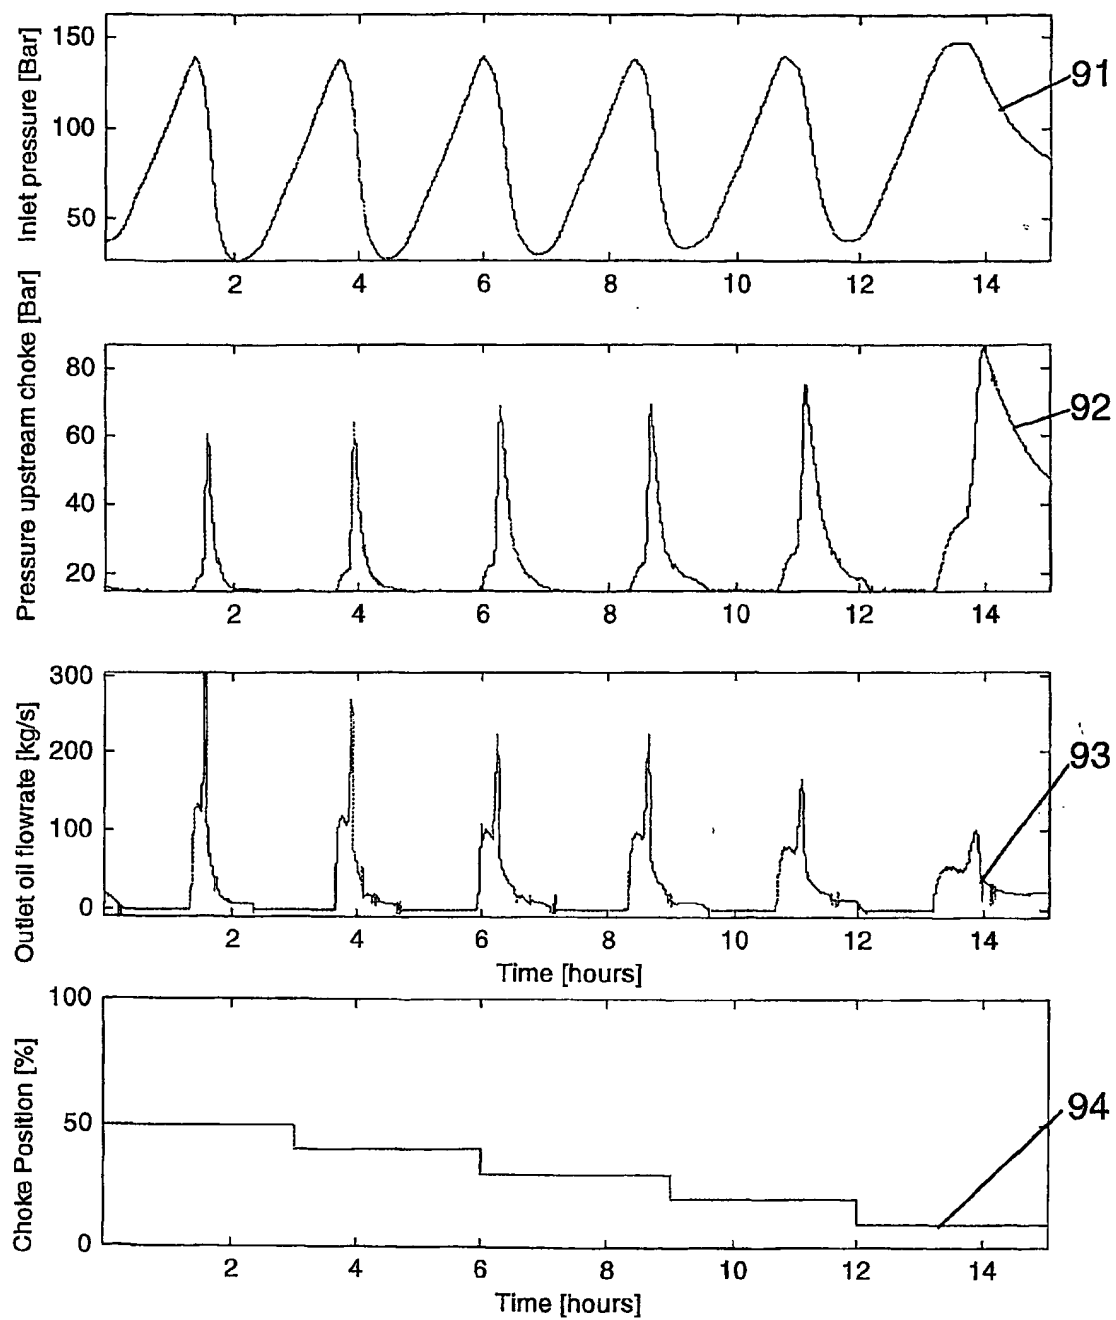 Inlet pressure [Bar]
150
100
50
2 4 6 8 10 12 14
91
Pressure upstream choke [Bar]
80
60
40
20
2 4 6 8 10 12 14
92
Outlet oil flowrate [kg/s]
300
200
100
0
2 4 6 8 10 12 14
Time [hours]
93
Choke Position [%]
100
50
0
2 4 6 8 10 12 14
Time [hours]
94